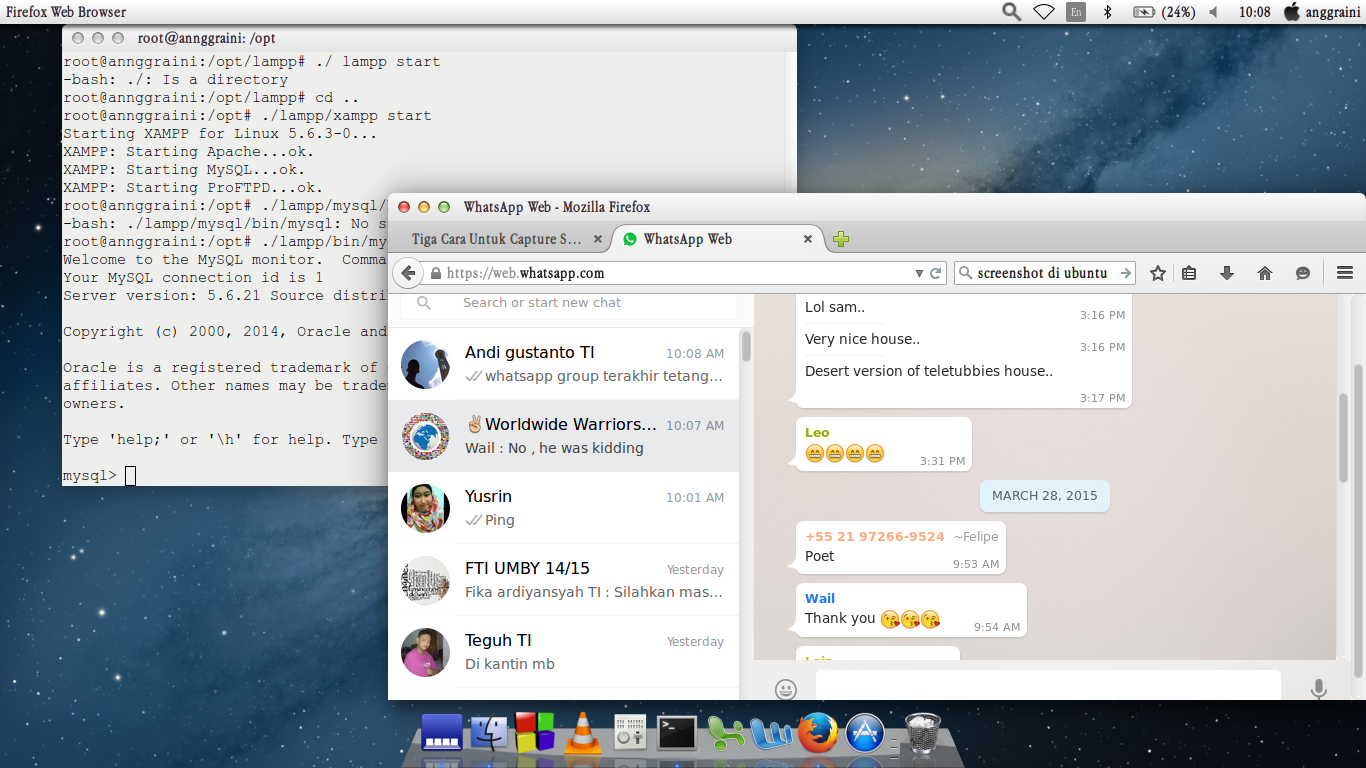 Firefox Web Browser
En
(24%)
10:08
anggraini
root@annggraini: /opt
root@annggraini:/opt/lampp# ./ lampp start
-bash: ./: Is a directory
root@annggraini:/opt/lampp# cd ..
root@annggraini:/opt# ./lampp/xampp start
Starting XAMPP for Linux 5.6.3-0...
XAMPP: Starting Apache...ok.
XAMPP: Starting MySQL...ok.
XAMPP: Starting ProFTPD...ok.
root@annggraini:/opt# ./lampp/mysql/
-bash: ./lampp/mysql/bin/mysql: No s
root@annggraini:/opt# ./lampp/bin/my
Welcome to the MySQL monitor.  Comma
Your MySQL connection id is 1
Server version: 5.6.21 Source distri
Copyright (c) 2000, 2014, Oracle and
Oracle is a registered trademark of
affiliates. Other names may be trade
owners.
Type 'help;' or '\h' for help. Type
mysql>
WhatsApp Web - Mozilla Firefox
Tiga Cara Untuk Capture S...
WhatsApp Web
https://web.whatsapp.com
screenshot di ubuntu
Search or start new chat
Andi gustanto TI
10:08 AM
whatsapp group terakhir tetang...
✌Worldwide Warriors...
10:07 AM
Wail : No , he was kidding
Yusrin
10:01 AM
Ping
FTI UMBY 14/15
Yesterday
Fika ardiyansyah TI : Silahkan mas...
Teguh TI
Yesterday
Di kantin mb
Lol sam..
3:16 PM
Very nice house..
3:16 PM
Desert version of teletubbies house..
3:17 PM
Leo
😁😁😁😁
3:31 PM
MARCH 28, 2015
+55 21 97266-9524 ~Felipe
Poet
9:53 AM
Wail
Thank you 😘😘😘
9:54 AM